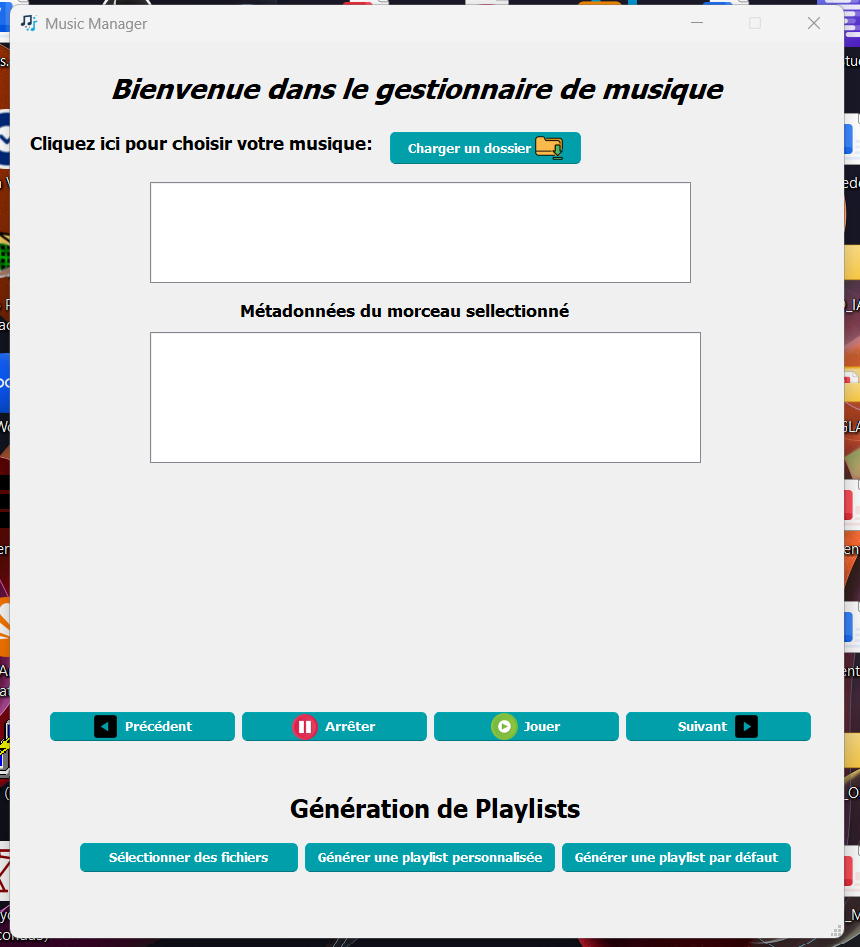 Music Manager
Bienvenue dans le gestionnaire de musique
Cliquez ici pour choisir votre musique:
Charger un dossier
Métadonnées du morceau sellectionné
Précédent
Arrêter
Jouer
Suivant
Génération de Playlists
Sélectionner des fichiers
Générer une playlist personnalisée
Générer une playlist par défaut